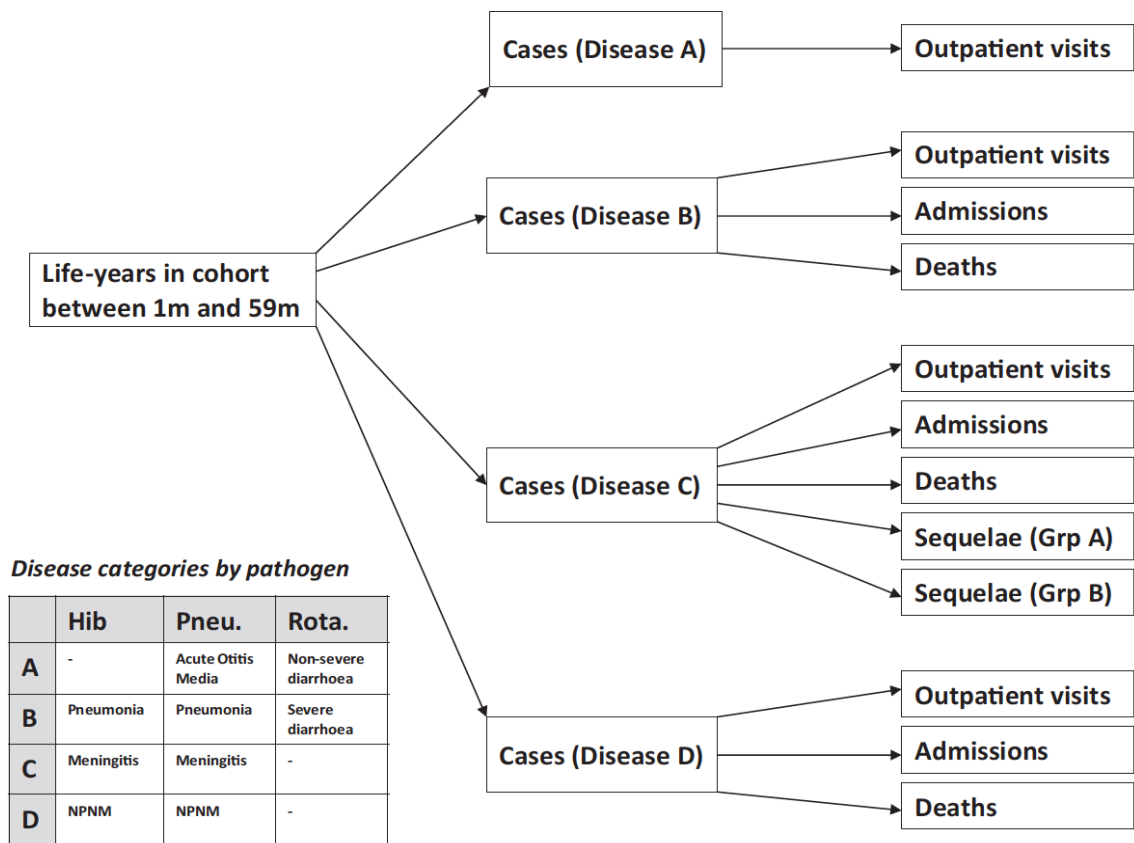 Cases (Disease A)
Outpatient visits
Cases (Disease B)
Outpatient visits
Admissions
Deaths
Life-years in cohort
between 1m and 59m
Cases (Disease C)
Outpatient visits
Admissions
Deaths
Sequelae (Grp A)
Sequelae (Grp B)
Cases (Disease D)
Outpatient visits
Admissions
Deaths
Disease categories by pathogen
Hib Pneu. Rota.
A - Acute Otitis Media Non-severe diarrhoea
B Pneumonia Pneumonia Severe diarrhoea
C Meningitis Meningitis -
D NPNM NPNM -